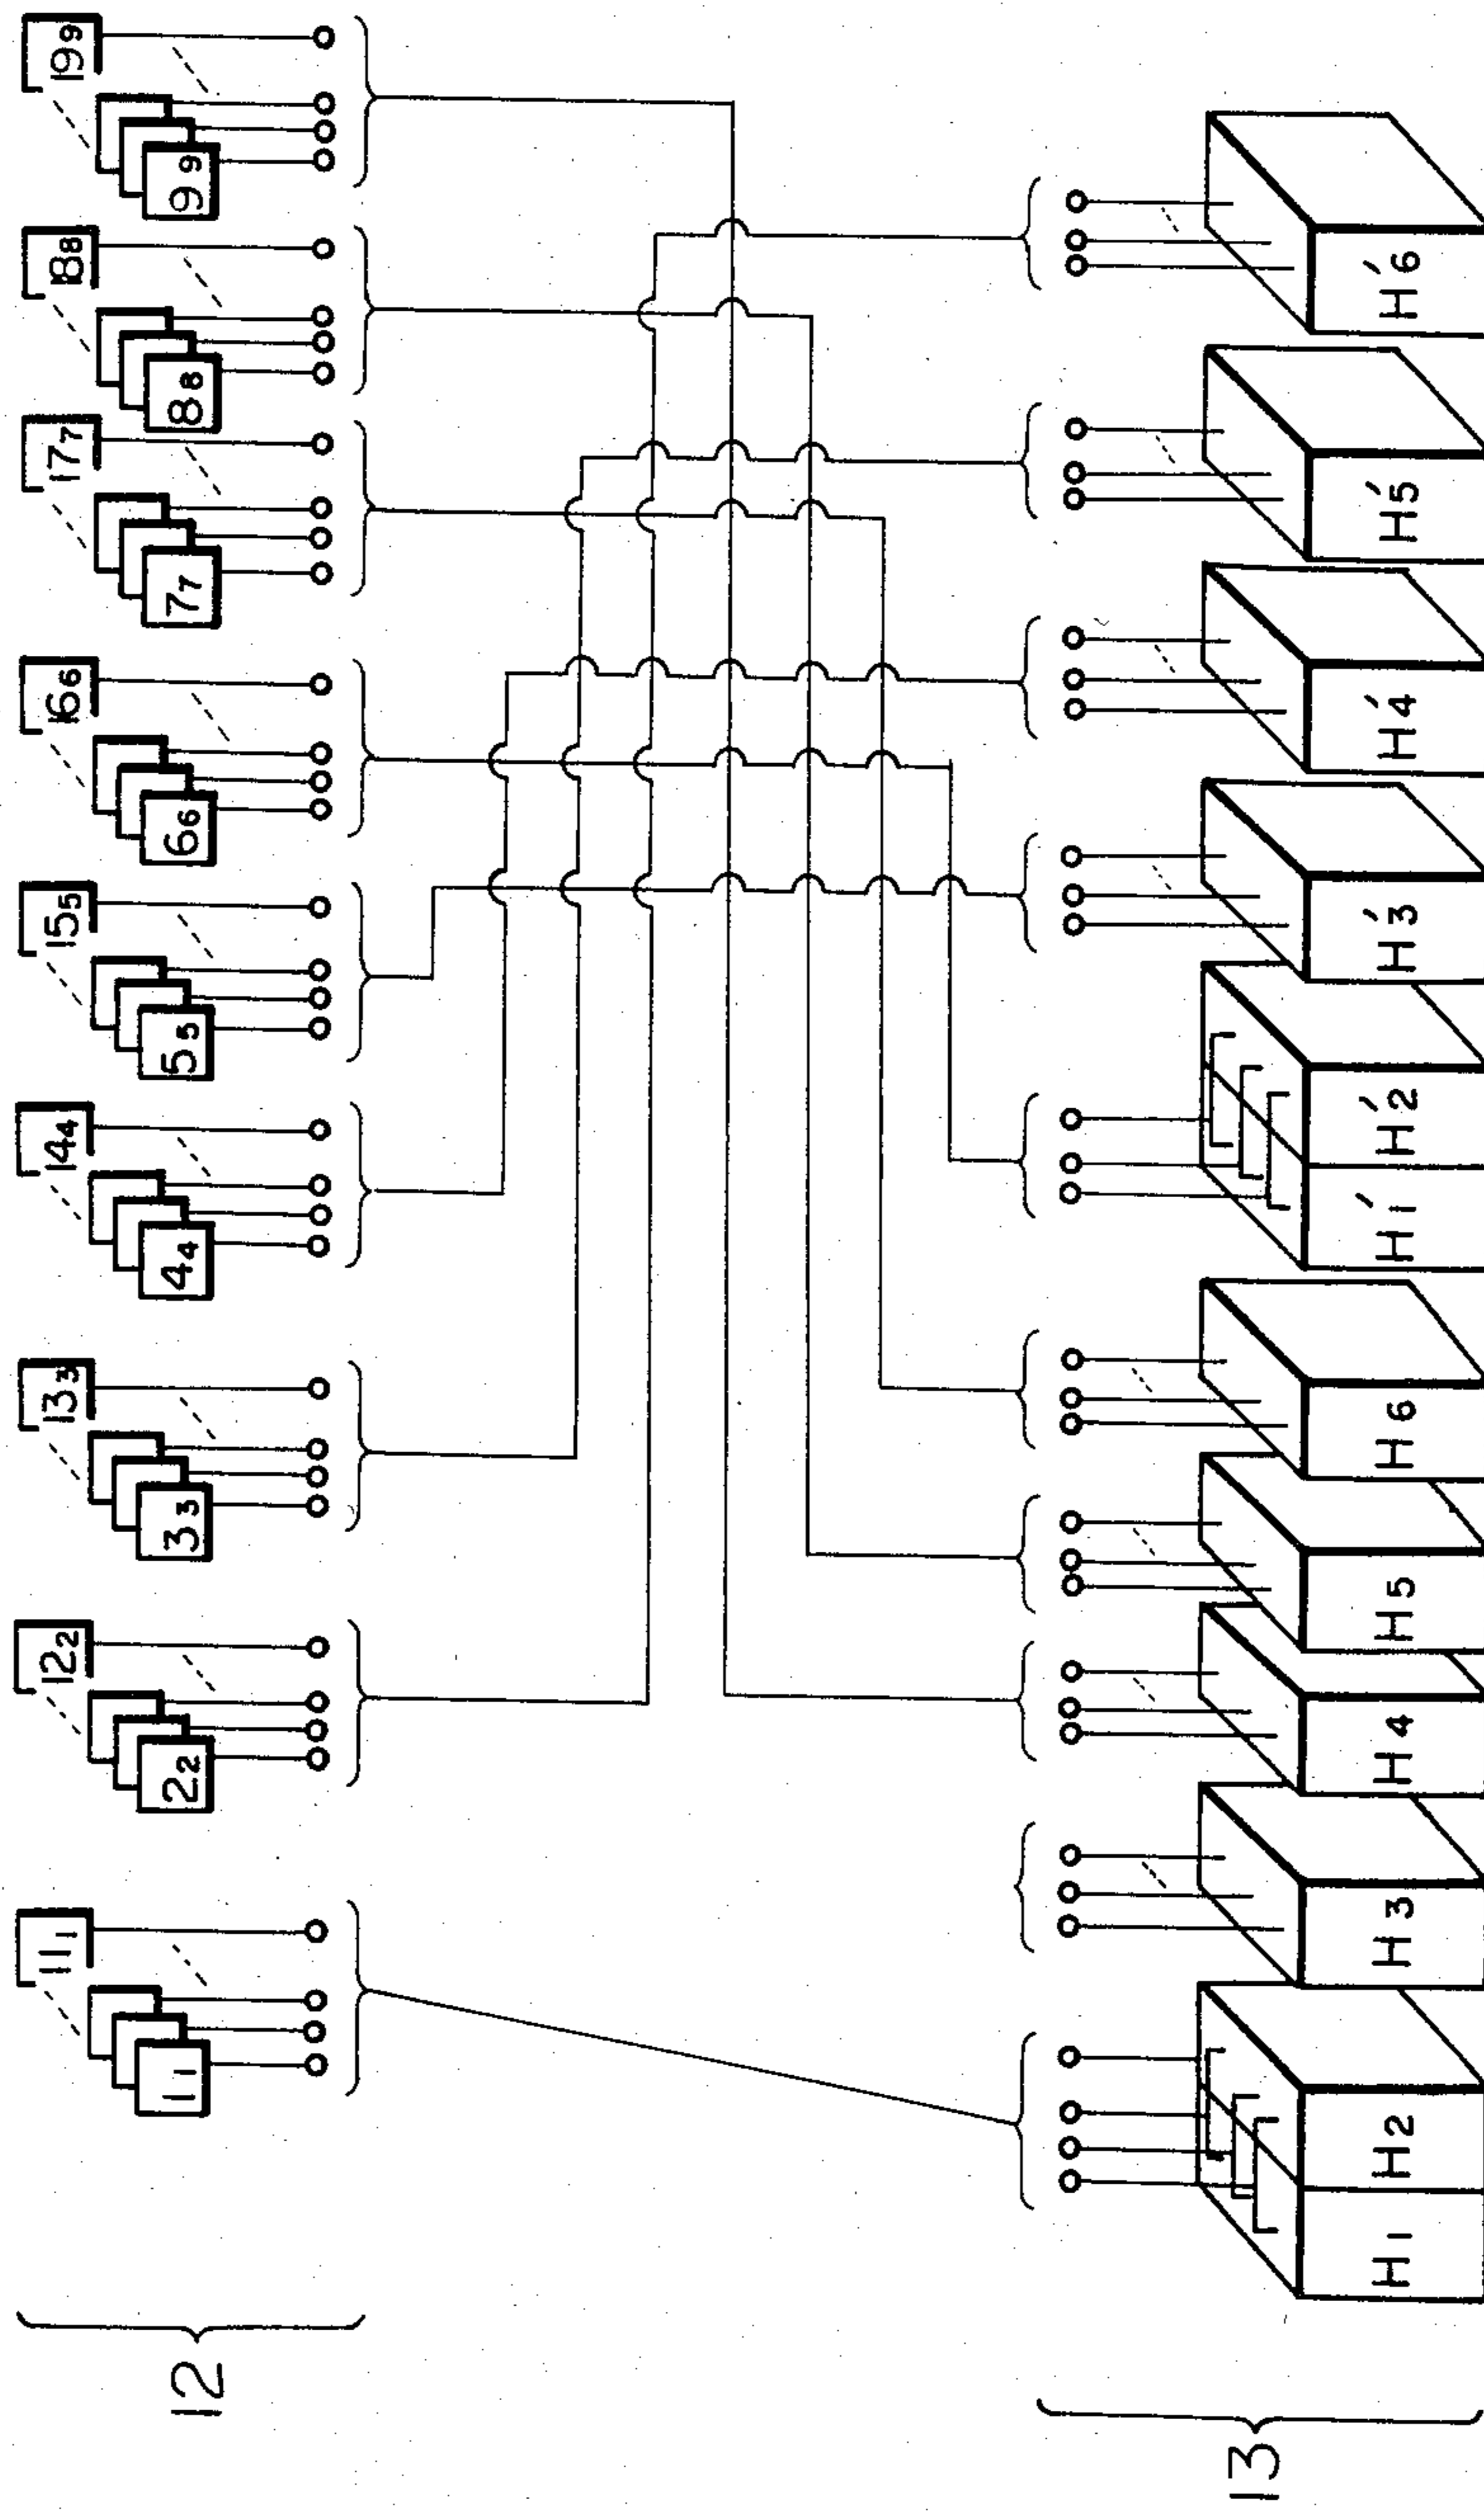 11₁ 12₂ 13₃ 14₄ 15₅ 16₆ 17₇ 18₈ 19₉
12 1₁ 2₂ 3₃ 4₄ 5₅ 6₆ 7₇ 8₈ 9₉
13
H1 H2 H3 H4 H5 H6 H'1 H'2 H'3 H'4 H'5 H'6